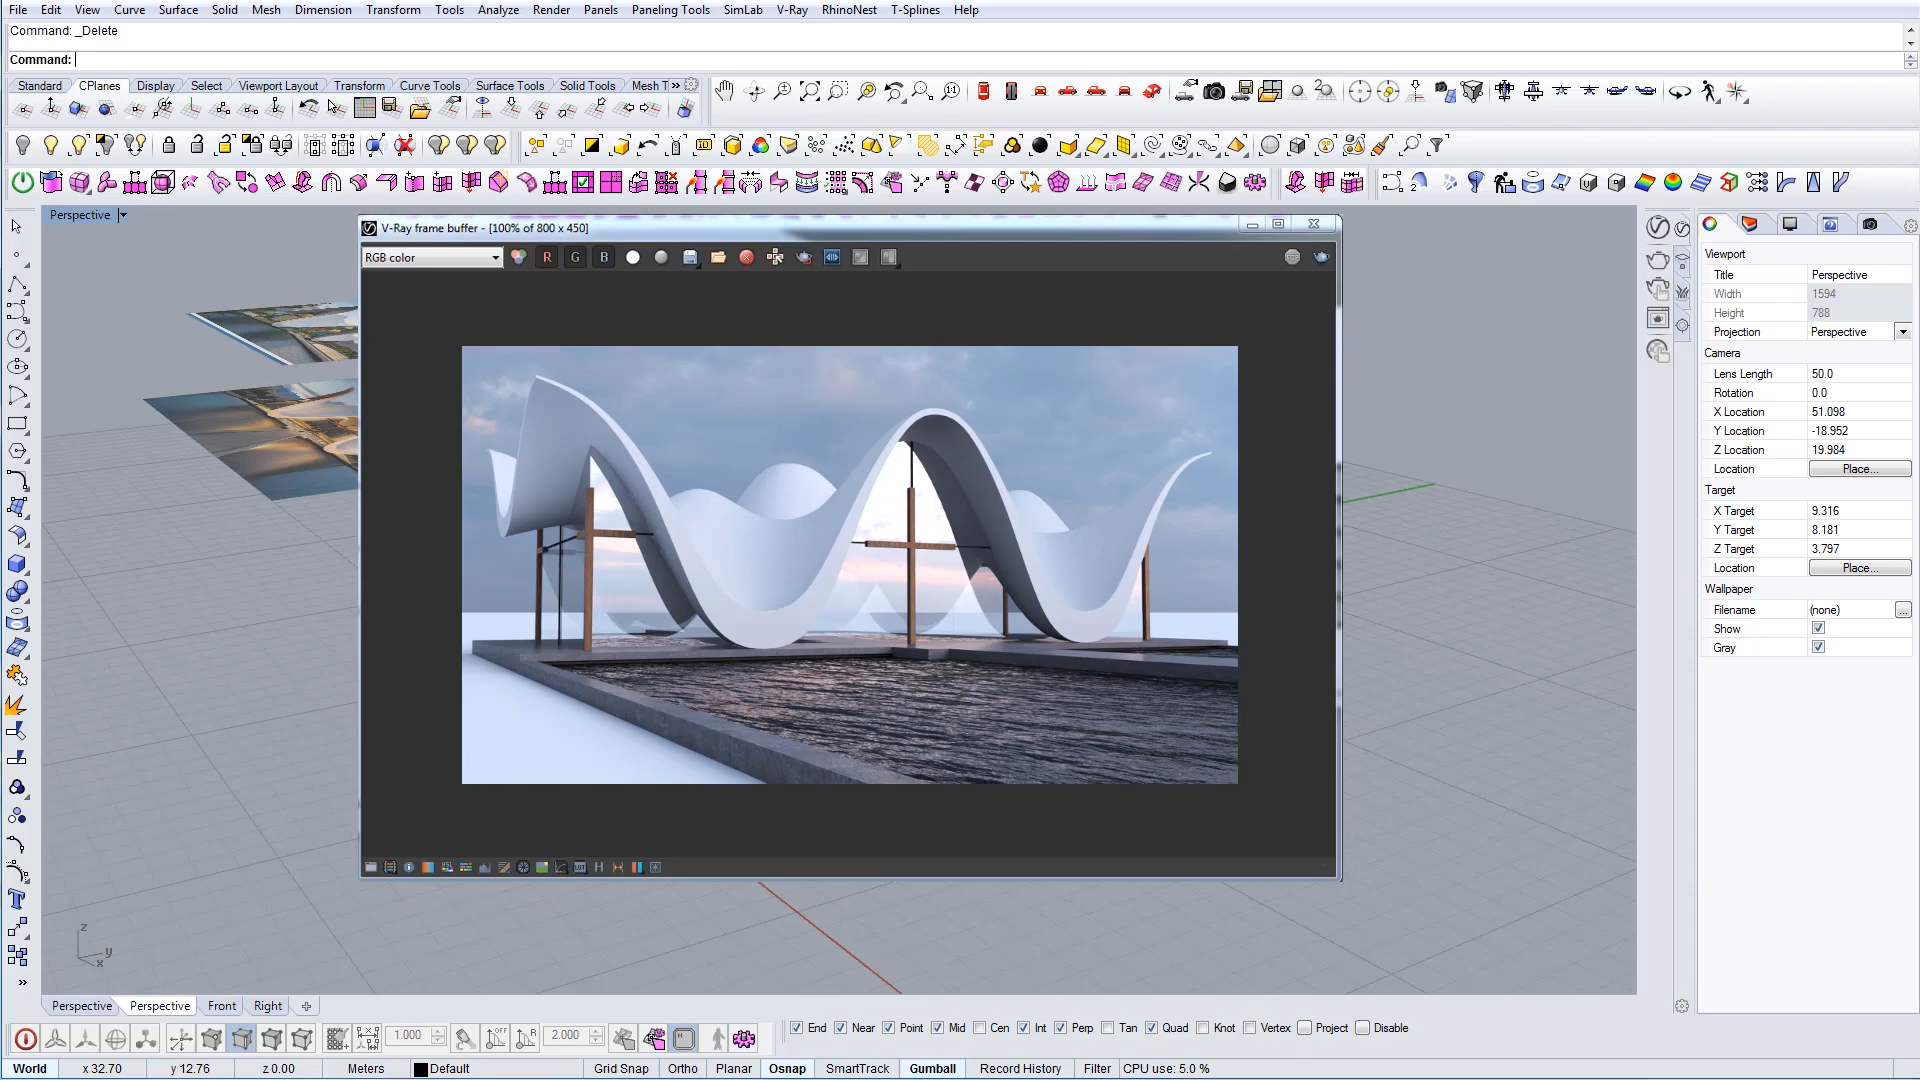 File Edit View Curve Surface Solid Mesh Dimension Transform Tools Analyze Render Panels Paneling Tools SimLab V-Ray RhinoNest T-Splines Help
Command: _Delete
Command:
Standard CPlanes Display Select Viewport Layout Transform Curve Tools Surface Tools Solid Tools Mesh T »
Perspective
V-Ray frame buffer - [100% of 800 x 450]
RGB color R G B
Viewport
Title Perspective
Width 1594
Height 788
Projection Perspective
Camera
Lens Length 50.0
Rotation 0.0
X Location 51.098
Y Location -18.952
Z Location 19.984
Location Place...
Target
X Target 9.316
Y Target 8.181
Z Target 3.797
Location Place...
Wallpaper
Filename (none) ...
Show
Gray
z
y
x
»
Perspective Perspective Front Right
1.000 2.000 End Near Point Mid Cen Int Perp Tan Quad Knot Vertex Project Disable
World x 32.70 y 12.76 z 0.00 Meters Default Grid Snap Ortho Planar Osnap SmartTrack Gumball Record History Filter CPU use: 5.0 %